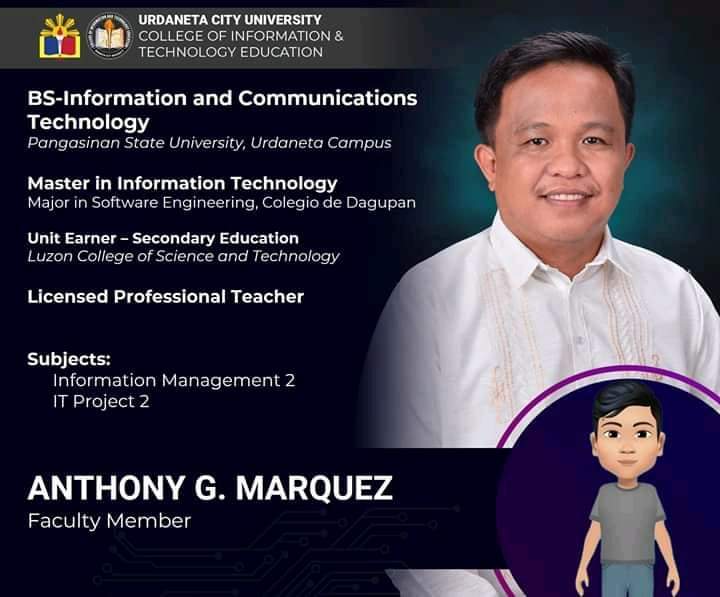 URDANETA CITY UNIVERSITY
COLLEGE OF INFORMATION &
TECHNOLOGY EDUCATION
BS-Information and Communications
Technology
Pangasinan State University, Urdaneta Campus
Master in Information Technology
Major in Software Engineering, Colegio de Dagupan
Unit Earner – Secondary Education
Luzon College of Science and Technology
Licensed Professional Teacher
Subjects:
Information Management 2
IT Project 2
ANTHONY G. MARQUEZ
Faculty Member